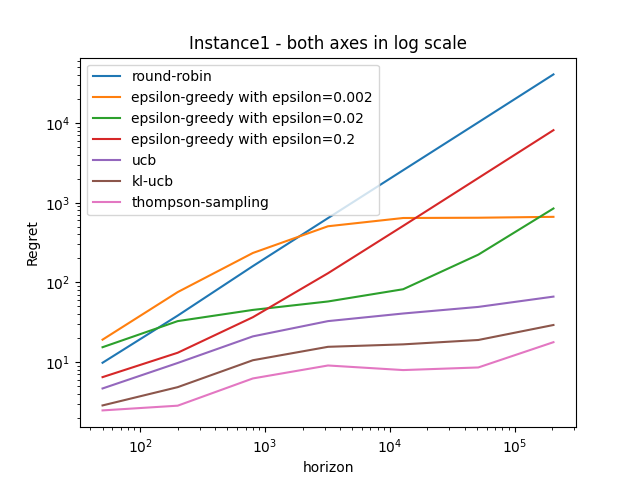 Instance1 - both axes in log scale
round-robin
epsilon-greedy with epsilon=0.002
epsilon-greedy with epsilon=0.02
epsilon-greedy with epsilon=0.2
ucb
kl-ucb
thompson-sampling
Regret
10⁴
10³
10²
10¹
10² 10³ 10⁴ 10⁵
horizon